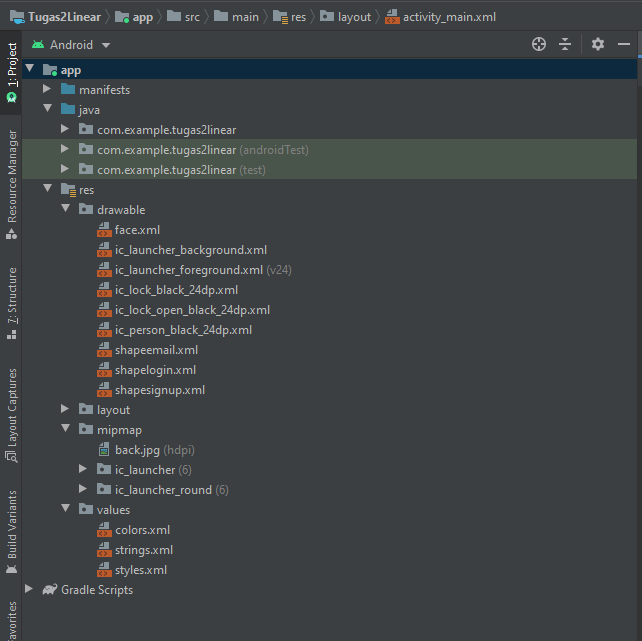 Tugas2Linear app src main res layout activity_main.xml
Android
1: Project
Resource Manager
7: Structure
Layout Captures
Build Variants
avorites
app
manifests
java
com.example.tugas2linear
com.example.tugas2linear (androidTest)
com.example.tugas2linear (test)
res
drawable
face.xml
ic_launcher_background.xml
ic_launcher_foreground.xml (v24)
ic_lock_black_24dp.xml
ic_lock_open_black_24dp.xml
ic_person_black_24dp.xml
shapeemail.xml
shapelogin.xml
shapesignup.xml
layout
mipmap
back.jpg (hdpi)
ic_launcher (6)
ic_launcher_round (6)
values
colors.xml
strings.xml
styles.xml
Gradle Scripts